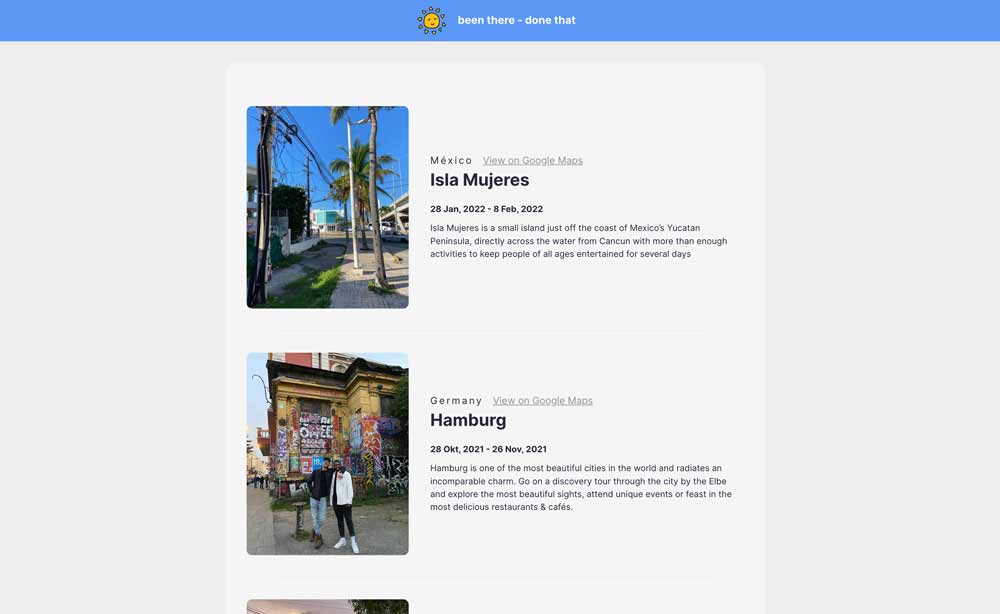 been there - done that
México View on Google Maps
Isla Mujeres
28 Jan, 2022 - 8 Feb, 2022
Isla Mujeres is a small island just off the coast of Mexico’s Yucatan
Peninsula, directly across the water from Cancun with more than enough
activities to keep people of all ages entertained for several days
Germany View on Google Maps
Hamburg
28 Okt, 2021 - 26 Nov, 2021
Hamburg is one of the most beautiful cities in the world and radiates an
incomparable charm. Go on a discovery tour through the city by the Elbe
and explore the most beautiful sights, attend unique events or feast in the
most delicious restaurants & cafés.